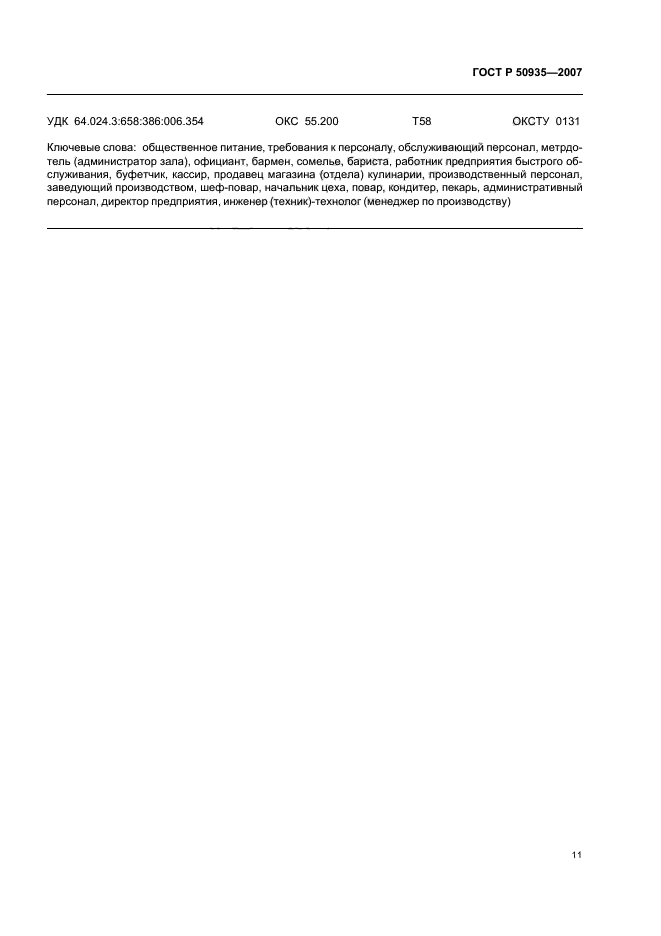 ГОСТ Р 50935—2007
УДК 64.024.3:658:386:006.354 ОКС 55.200 Т58 ОКСТУ 0131
Ключевые слова: общественное питание, требования к персоналу, обслуживающий персонал, метрдо-
тель (администратор зала), официант, бармен, сомелье, бариста, работник предприятия быстрого об-
служивания, буфетчик, кассир, продавец магазина (отдела) кулинарии, производственный персонал,
заведующий производством, шеф-повар, начальник цеха, повар, кондитер, пекарь, административный
персонал, директор предприятия, инженер (техник)-технолог (менеджер по производству)
11